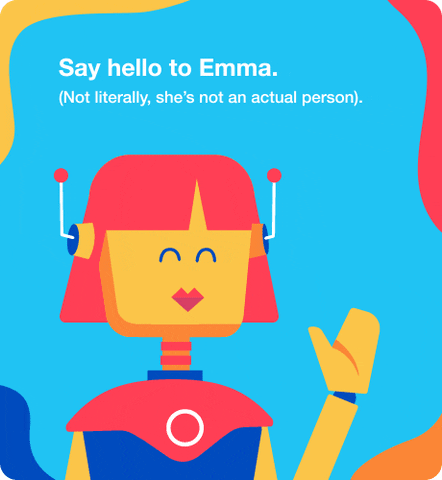 Say hello to Emma.
(Not literally, she’s not an actual person).